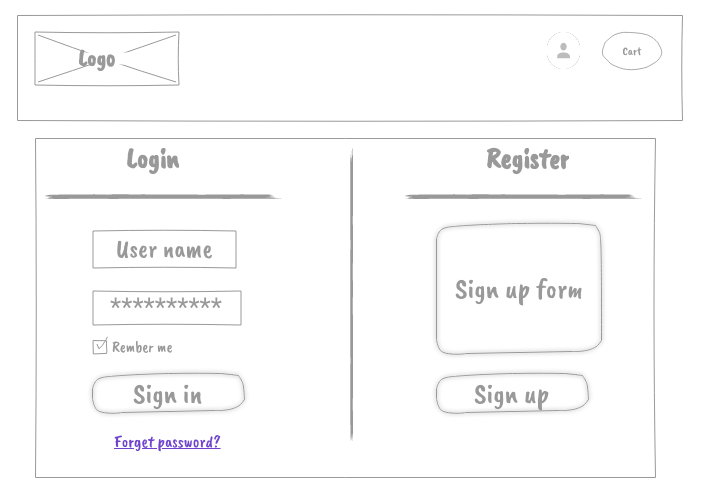 Logo
Cart
Login
Register
User name
**********
Rember me
Sign in
Forget password?
Sign up form
Sign up